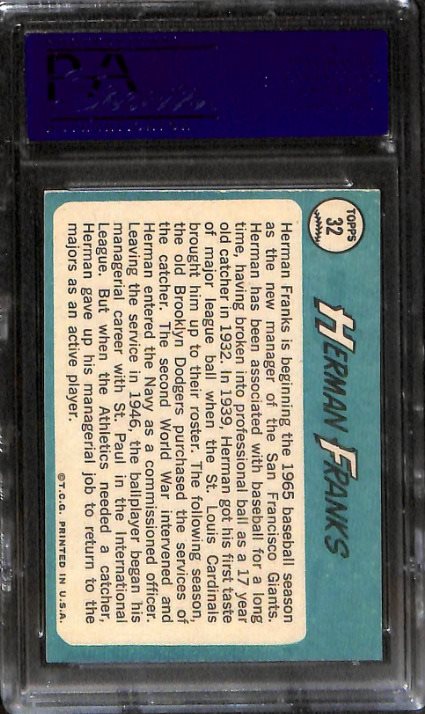 PSA
TOPPS
32
HERMAN FRANKS
Herman Franks is beginning the 1965 baseball season
as the new manager of the San Francisco Giants.
Herman has been associated with baseball for a long
time, having broken into professional ball as a 17 year
old catcher in 1932. In 1939, Herman got his first taste
of major league ball when the St. Louis Cardinals
brought him up to their roster. The following season,
the old Brooklyn Dodgers purchased the services of
the catcher. The second World War intervened and
Herman entered the Navy as a commissioned officer.
Leaving the service in 1946, the ballplayer began his
managerial career with St. Paul in the International
League. But when the Athletics needed a catcher,
Herman gave up his managerial job to return to the
majors as an active player.
©T.C.G. PRINTED IN U.S.A.